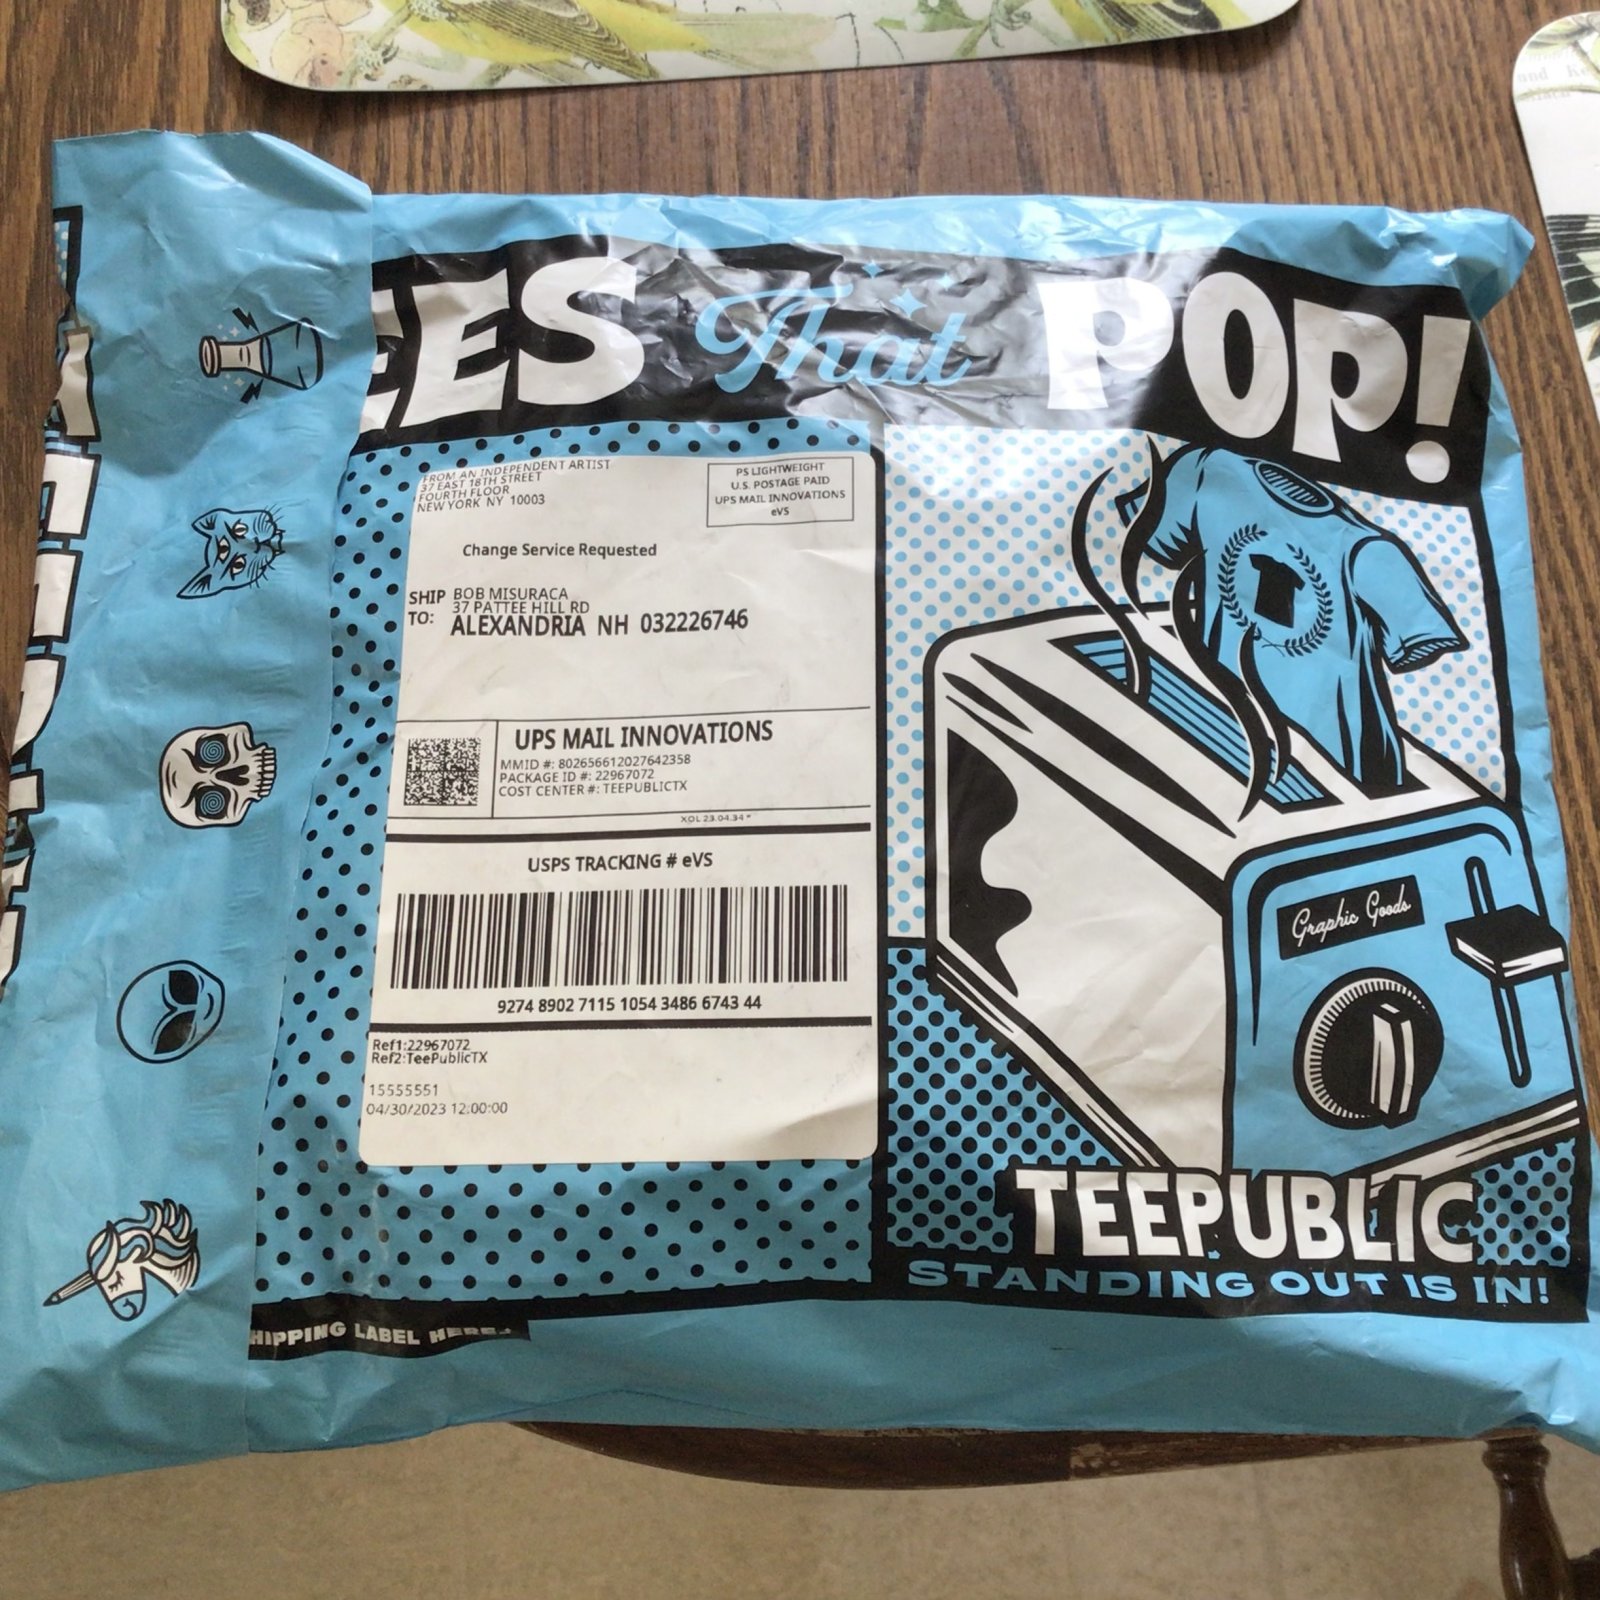 EES That POP!
FROM AN INDEPENDENT ARTIST
37 EAST 18TH STREET
FOURTH FLOOR
NEW YORK NY 10003
PS LIGHTWEIGHT
U.S. POSTAGE PAID
UPS MAIL INNOVATIONS
eVS
Change Service Requested
SHIP TO:
BOB MISURACA
37 PATTEE HILL RD
ALEXANDRIA NH 032226746
UPS MAIL INNOVATIONS
MMID #: 802656612027642358
PACKAGE ID #: 22967072
COST CENTER #: TEEPUBLICTX
XOL 23.04.34 *
USPS TRACKING # eVS
9274 8902 7115 1054 3486 6743 44
Ref1:22967072
Ref2:TeePublicTX
15555551
04/30/2023 12:00:00
Graphic Goods
TEEPUBLIC
STANDING OUT IS IN!
HIPPING LABEL HERE